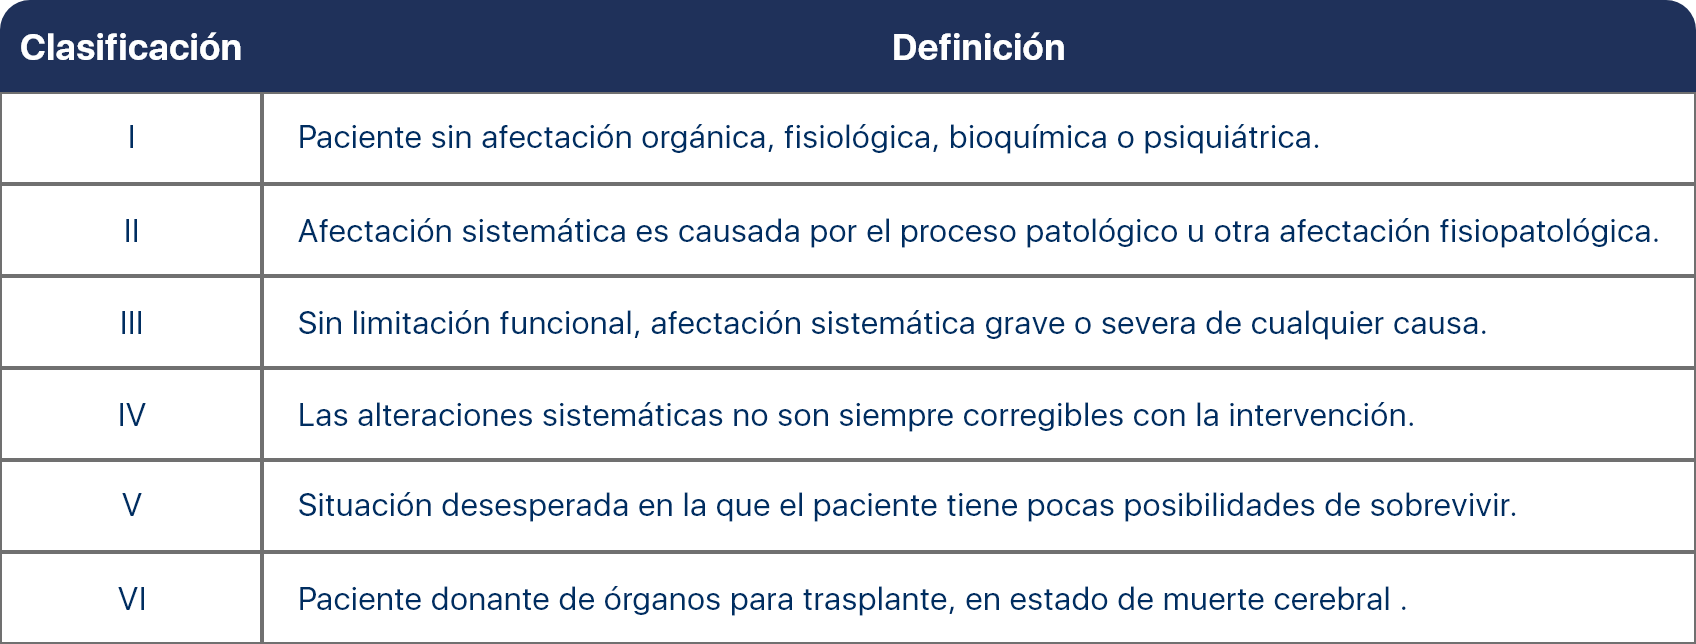 Clasificación Definición
I Paciente sin afectación orgánica, fisiológica, bioquímica o psiquiátrica.
II Afectación sistemática es causada por el proceso patológico u otra afectación fisiopatológica.
III Sin limitación funcional, afectación sistemática grave o severa de cualquier causa.
IV Las alteraciones sistemáticas no son siempre corregibles con la intervención.
V Situación desesperada en la que el paciente tiene pocas posibilidades de sobrevivir.
VI Paciente donante de órganos para trasplante, en estado de muerte cerebral .